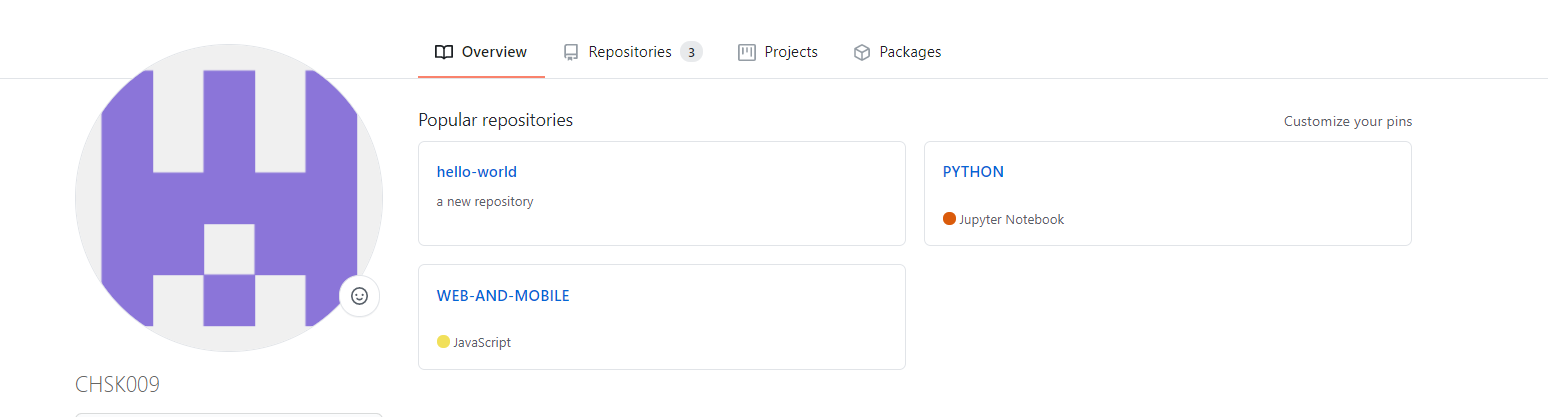 Overview Repositories 3 Projects Packages
Popular repositories Customize your pins
hello-world
a new repository
PYTHON
Jupyter Notebook
WEB-AND-MOBILE
JavaScript
CHSK009